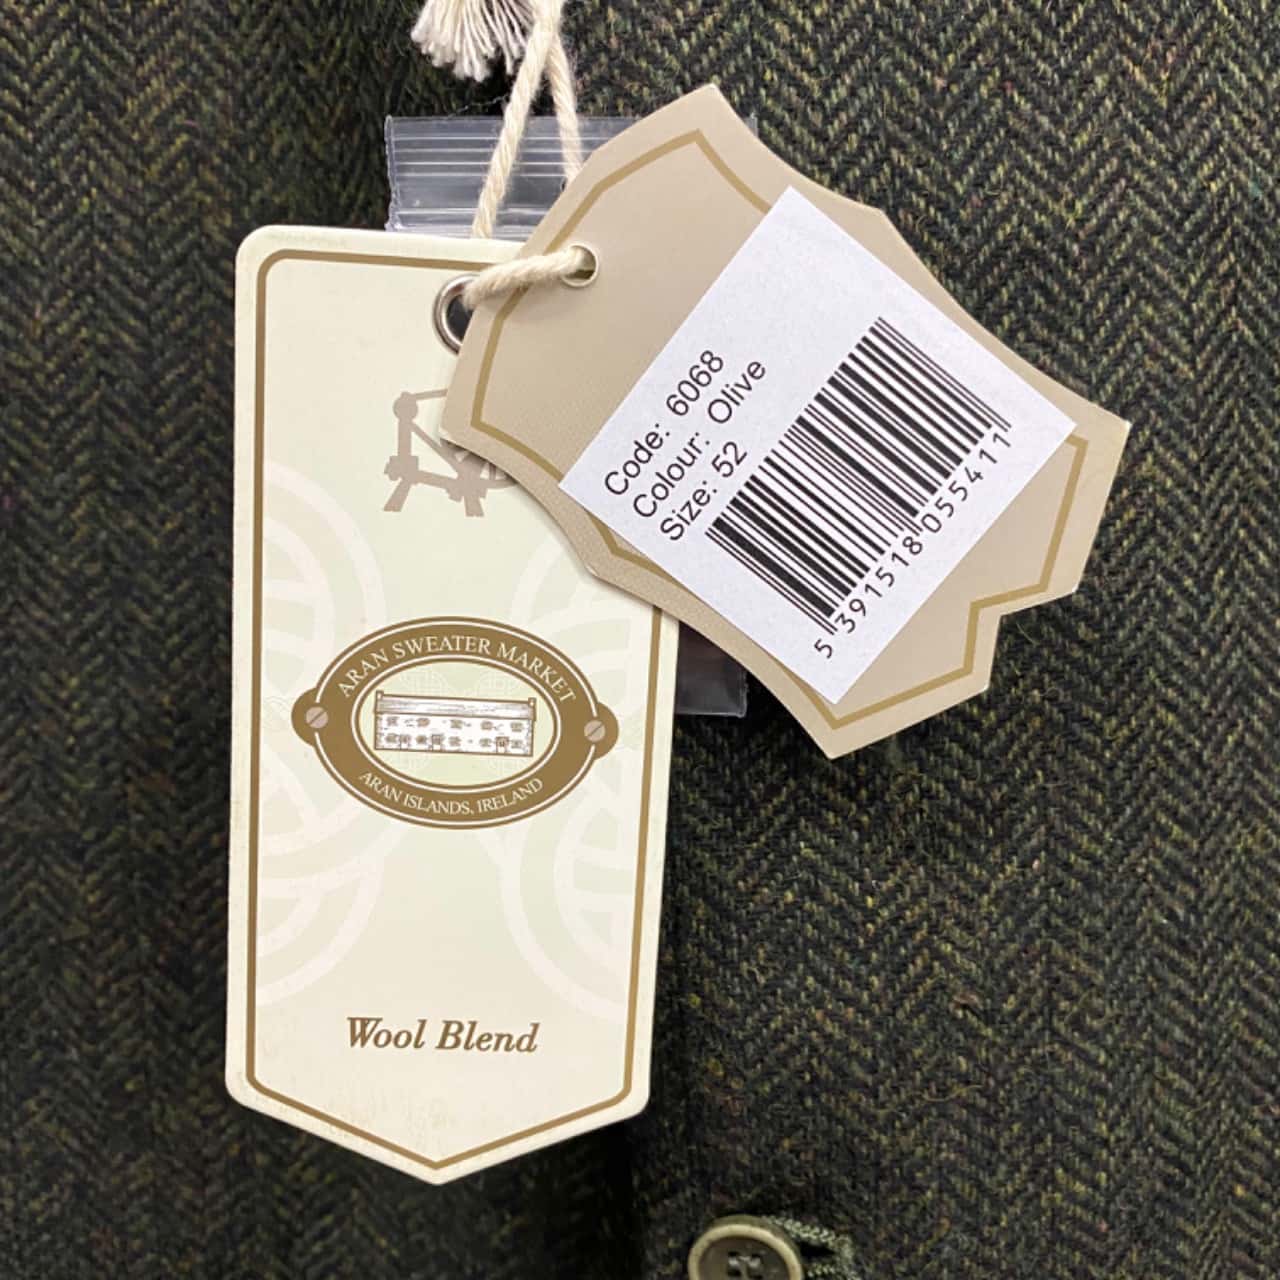 Code: 6068
Colour: Olive
Size: 52
5 391518 055411
ARAN SWEATER MARKET
ARAN ISLANDS, IRELAND
Wool Blend